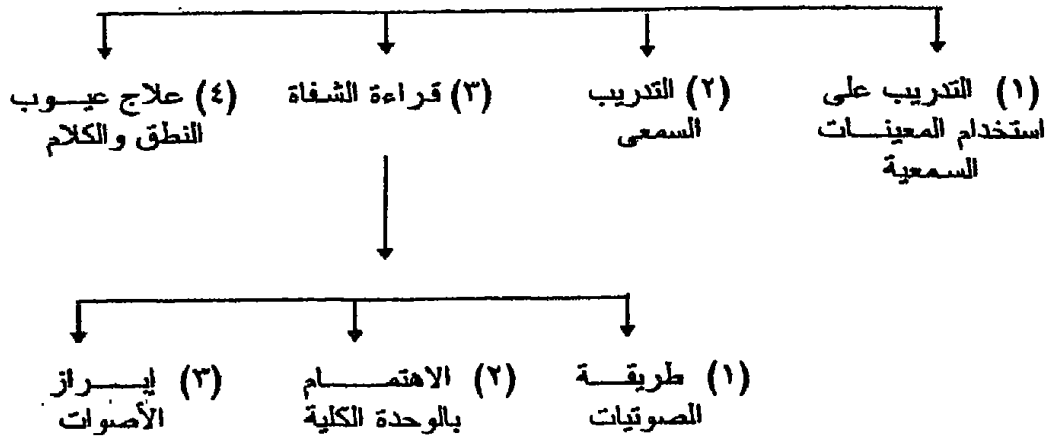 (١) التدريب على
استخدام المعينات
السمعية
(٢) التدريب
السمعى
(٣) قراءة الشفاة
(٤) علاج عيوب
النطق والكلام
(١) طريقة
الصوتيات
(٢) الاهتمام
بالوحدة الكلية
(٣) إبراز
الأصوات